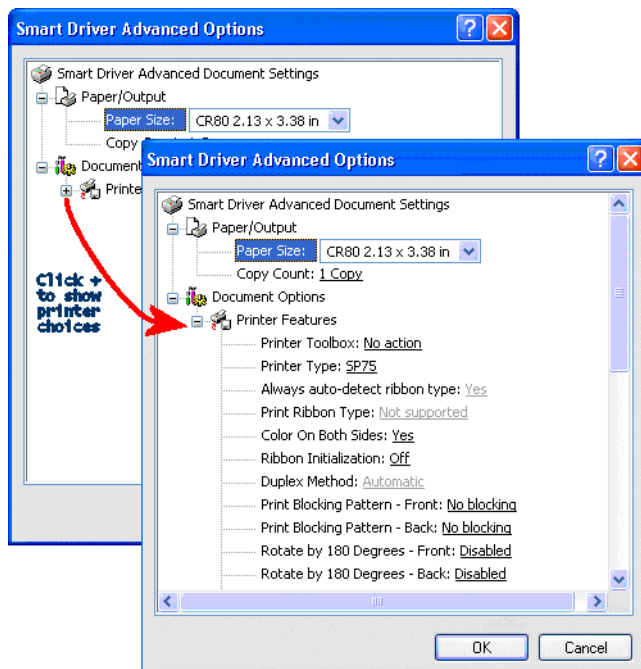 Smart Driver Advanced Options
Smart Driver Advanced Document Settings
Paper/Output
Paper Size: CR80 2.13 x 3.38 in
Copy
Document
Printe
Click +
to show
printer
choices
Smart Driver Advanced Options
Smart Driver Advanced Document Settings
Paper/Output
Paper Size: CR80 2.13 x 3.38 in
Copy Count: 1 Copy
Document Options
Printer Features
Printer Toolbox: No action
Printer Type: SP75
Always auto-detect ribbon type: Yes
Print Ribbon Type: Not supported
Color On Both Sides: Yes
Ribbon Initialization: Off
Duplex Method: Automatic
Print Blocking Pattern - Front: No blocking
Print Blocking Pattern - Back: No blocking
Rotate by 180 Degrees - Front: Disabled
Rotate by 180 Degrees - Back: Disabled
OK Cancel